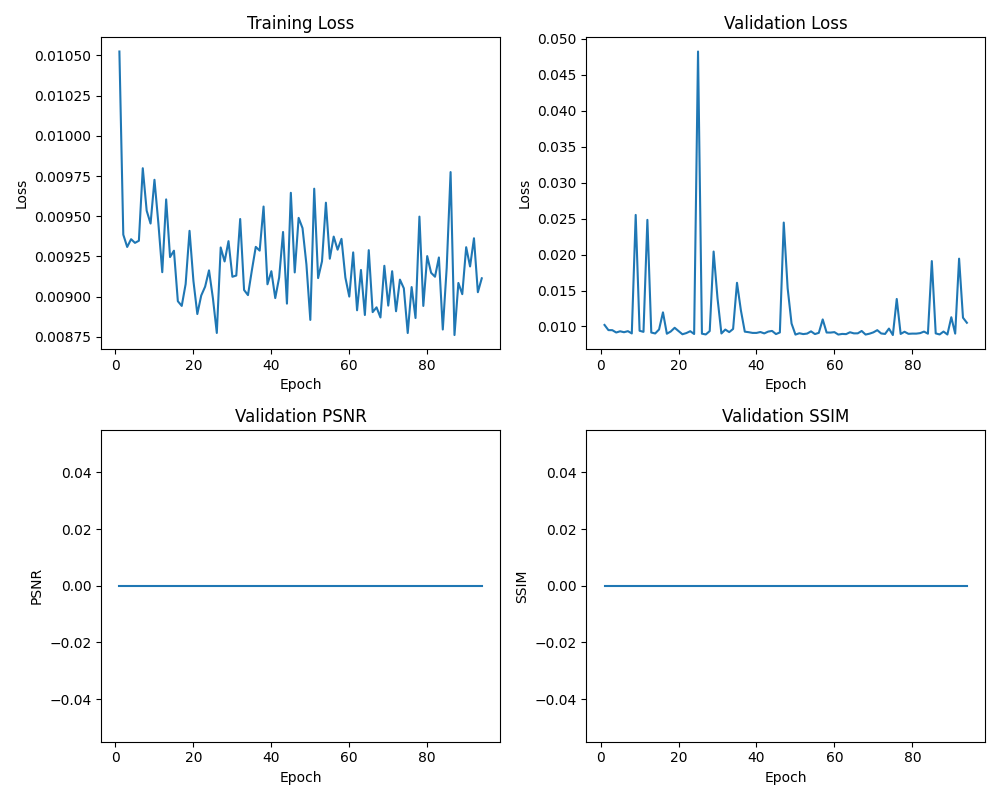 Training Loss
Validation Loss
0.01050
0.01025
0.01000
0.00975
0.00950
0.00925
0.00900
0.00875
Loss
0 20 40 60 80
Epoch
0.050
0.045
0.040
0.035
0.030
0.025
0.020
0.015
0.010
Loss
0 20 40 60 80
Epoch
Validation PSNR
Validation SSIM
0.04
0.02
0.00
−0.02
−0.04
PSNR
0 20 40 60 80
Epoch
0.04
0.02
0.00
−0.02
−0.04
SSIM
0 20 40 60 80
Epoch